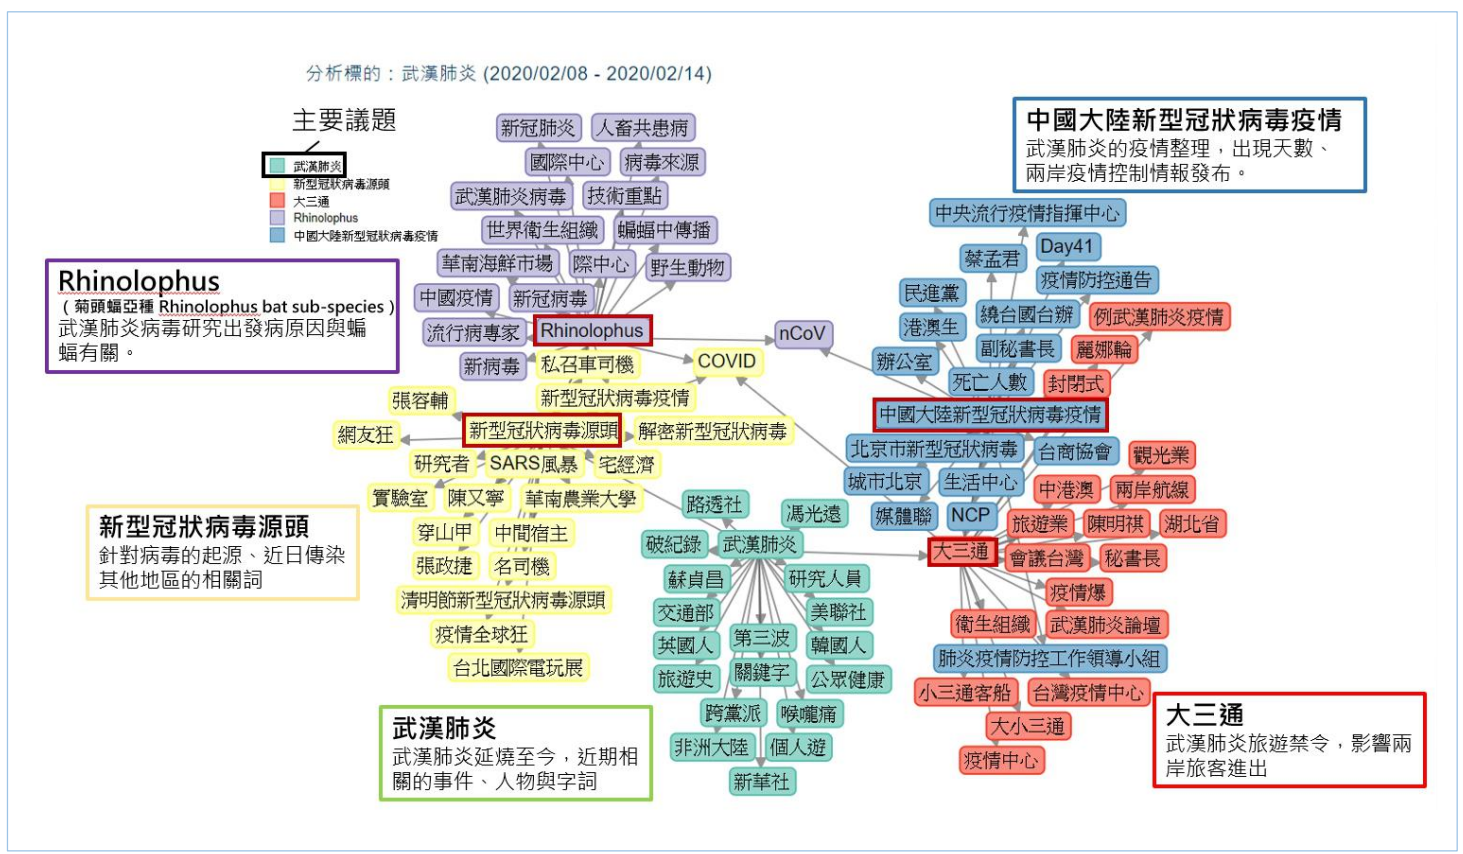 分析標的：武漢肺炎 (2020/02/08 - 2020/02/14)
主要議題
武漢肺炎
新型冠狀病毒源頭
大三通
Rhinolophus
中國大陸新型冠狀病毒疫情
中國大陸新型冠狀病毒疫情
武漢肺炎的疫情整理，出現天數、
兩岸疫情控制情報發布。
Rhinolophus
（菊頭蝠亞種 Rhinolophus bat sub-species）
武漢肺炎病毒研究出發病原因與蝙
蝠有關。
新型冠狀病毒源頭
針對病毒的起源、近日傳染
其他地區的相關詞
武漢肺炎
武漢肺炎延燒至今，近期相
關的事件、人物與字詞
大三通
武漢肺炎旅遊禁令，影響兩
岸旅客進出
新冠肺炎
人畜共患病
國際中心
病毒來源
武漢肺炎病毒
技術重點
世界衛生組織
蝙蝠中傳播
華南海鮮市場
際中心
野生動物
中國疫情
新冠病毒
流行病專家
Rhinolophus
nCoV
新病毒
私召車司機
COVID
新型冠狀病毒疫情
張容輔
網友狂
新型冠狀病毒源頭
解密新型冠狀病毒
研究者
SARS風暴
宅經濟
實驗室
陳又寧
華南農業大學
穿山甲
中間宿主
張政捷
名司機
清明節新型冠狀病毒源頭
疫情全球狂
台北國際電玩展
路透社
馮光遠
破紀錄
武漢肺炎
蘇貞昌
研究人員
交通部
美聯社
英國人
第三波
韓國人
旅遊史
關鍵字
公眾健康
跨黨派
喉嚨痛
非洲大陸
個人遊
新華社
中央流行疫情指揮中心
蔡孟君
Day41
民進黨
疫情防控通告
港澳生
繞台國台辦
例武漢肺炎疫情
辦公室
副秘書長
麗娜輪
死亡人數
封閉式
中國大陸新型冠狀病毒疫情
北京市新型冠狀病毒
台商協會
觀光業
城市北京
生活中心
中港澳
兩岸航線
媒體聯
NCP
旅遊業
陳明祺
湖北省
大三通
會議台灣
秘書長
疫情爆
衛生組織
武漢肺炎論壇
肺炎疫情防控工作領導小組
小三通客船
台灣疫情中心
大小三通
疫情中心